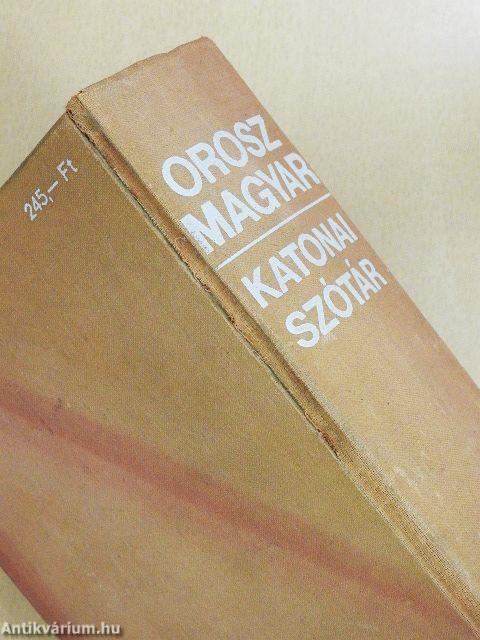 245,– Ft
OROSZ
MAGYAR
KATONAI
SZÓTÁR
Antikvárium.hu